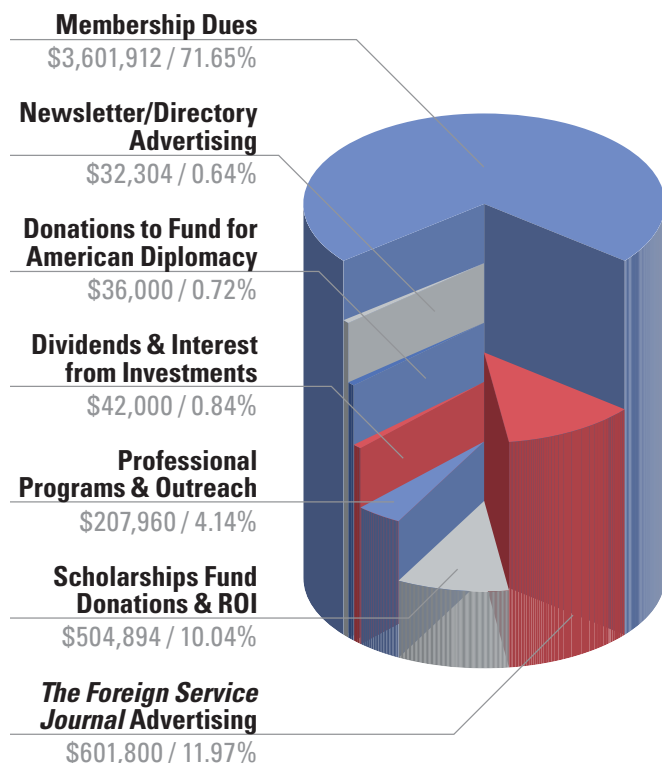 Membership Dues
$3,601,912 / 71.65%
Newsletter/Directory
Advertising
$32,304 / 0.64%
Donations to Fund for
American Diplomacy
$36,000 / 0.72%
Dividends & Interest
from Investments
$42,000 / 0.84%
Professional
Programs & Outreach
$207,960 / 4.14%
Scholarships Fund
Donations & ROI
$504,894 / 10.04%
The Foreign Service
Journal Advertising
$601,800 / 11.97%